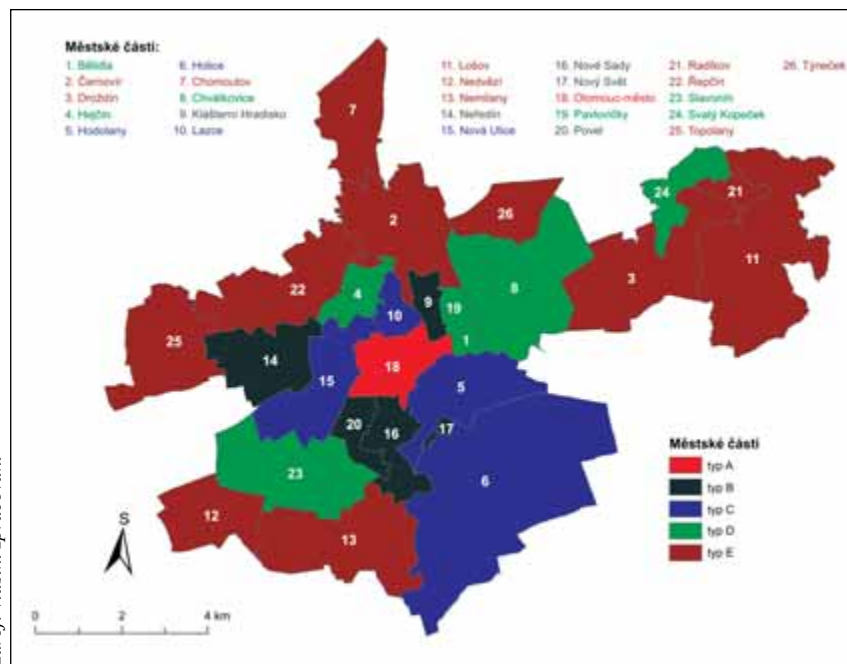 Městské části:
1. Bělidla
2. Černovír
3. Droždín
4. Hejčín
5. Hodolany
6. Holice
7. Chomoutov
8. Chválkovice
9. Klášterní Hradisko
10. Lazce
11. Lošov
12. Nedvězí
13. Nemilany
14. Neředín
15. Nová Ulice
16. Nové Sady
17. Nový Svět
18. Olomouc-město
19. Pavlovičky
20. Povel
21. Radíkov
22. Řepčín
23. Slavonín
24. Svatý Kopeček
25. Topolany
26. Týneček
7
2
26
24
21
22
4
9
8
3
11
10
19
25
14
15
18
1
5
20
16
17
6
23
12
13
Městské části
typ A
typ B
typ C
typ D
typ E
S
0 2 4 km